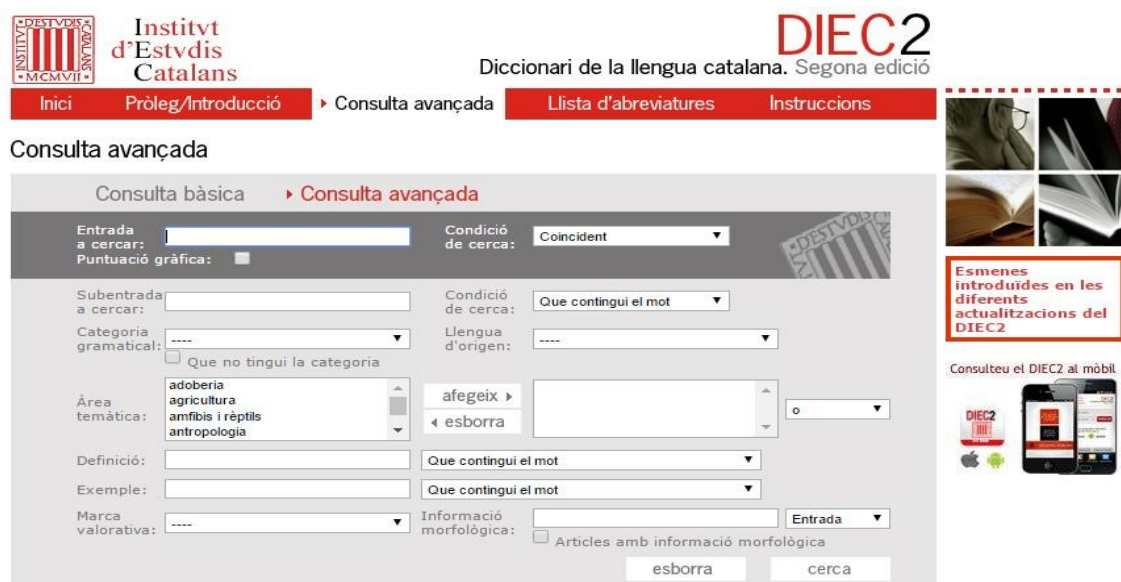 INSTITVT
D'ESTVDIS
CATALANS
• MCMVII •
Institvt
d'Estvdis
Catalans
DIEC2
Diccionari de la llengua catalana. Segona edició
Inici Pròleg/Introducció Consulta avançada Llista d'abreviatures Instruccions
Consulta avançada
Consulta bàsica Consulta avançada
Entrada
a cercar:
Condició
de cerca:
Coincident
Puntuació gràfica:
Subentrada
a cercar:
Condició
de cerca:
Que contingui el mot
Categoria
gramatical:
----
Llengua
d'origen:
----
Que no tingui la categoria
Àrea
temàtica:
adoberia
agricultura
amfibis i rèptils
antropologia
afegeix
esborra
o
Definició:
Que contingui el mot
Exemple:
Que contingui el mot
Marca
valorativa:
----
Informació
morfològica:
Entrada
Articles amb informació morfològica
esborra cerca
Esmenes
introduïdes en les
diferents
actualitzacions del
DIEC2
Consulteu el DIEC2 al mòbil
DIEC2